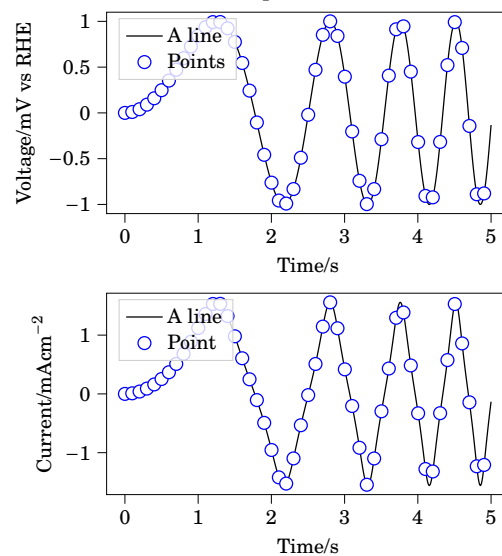 1
0.5
0
−0.5
−1
Voltage/mV vs RHE
A line
Points
0 1 2 3 4 5
Time/s
1
0
−1
Current/mAcm−2
A line
Point
0 1 2 3 4 5
Time/s